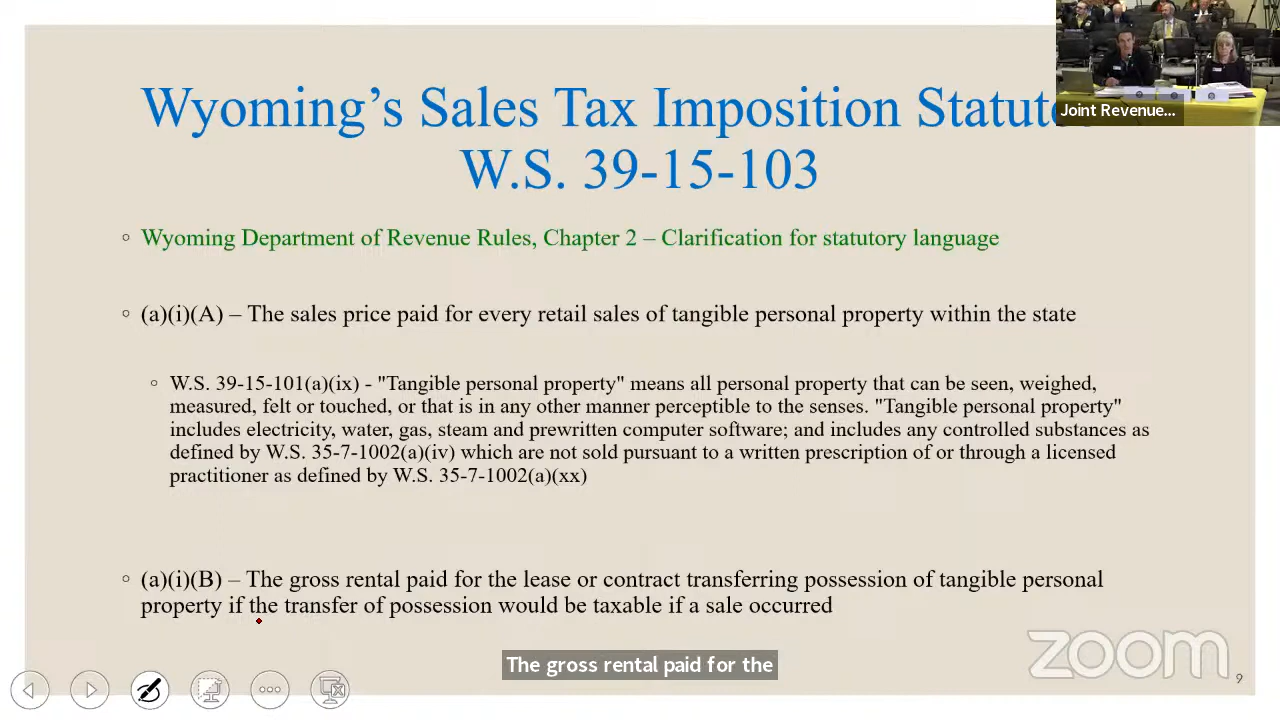 Wyoming's Sales Tax Imposition Statute
W.S. 39-15-103
Joint Revenue...
Wyoming Department of Revenue Rules, Chapter 2 – Clarification for statutory language
(a)(i)(A) – The sales price paid for every retail sales of tangible personal property within the state
W.S. 39-15-101(a)(ix) - "Tangible personal property" means all personal property that can be seen, weighed,
measured, felt or touched, or that is in any other manner perceptible to the senses. "Tangible personal property"
includes electricity, water, gas, steam and prewritten computer software; and includes any controlled substances as
defined by W.S. 35-7-1002(a)(iv) which are not sold pursuant to a written prescription of or through a licensed
practitioner as defined by W.S. 35-7-1002(a)(xx)
(a)(i)(B) – The gross rental paid for the lease or contract transferring possession of tangible personal
property if the transfer of possession would be taxable if a sale occurred
The gross rental paid for the
zoom
9